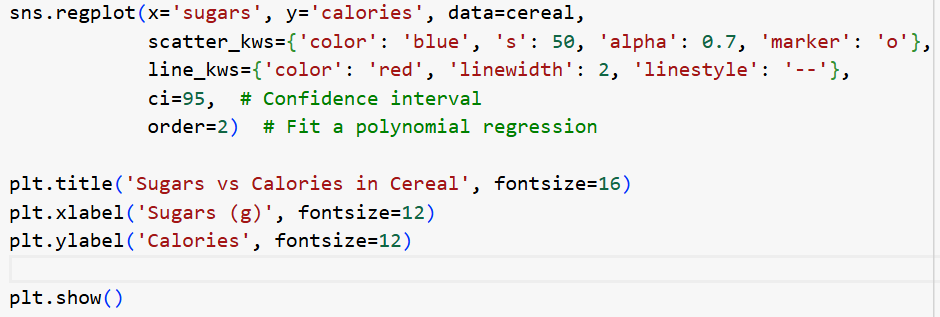 sns.regplot(x='sugars', y='calories', data=cereal,
            scatter_kws={'color': 'blue', 's': 50, 'alpha': 0.7, 'marker': 'o'},
            line_kws={'color': 'red', 'linewidth': 2, 'linestyle': '--'},
            ci=95,  # Confidence interval
            order=2)  # Fit a polynomial regression
plt.title('Sugars vs Calories in Cereal', fontsize=16)
plt.xlabel('Sugars (g)', fontsize=12)
plt.ylabel('Calories', fontsize=12)
plt.show()